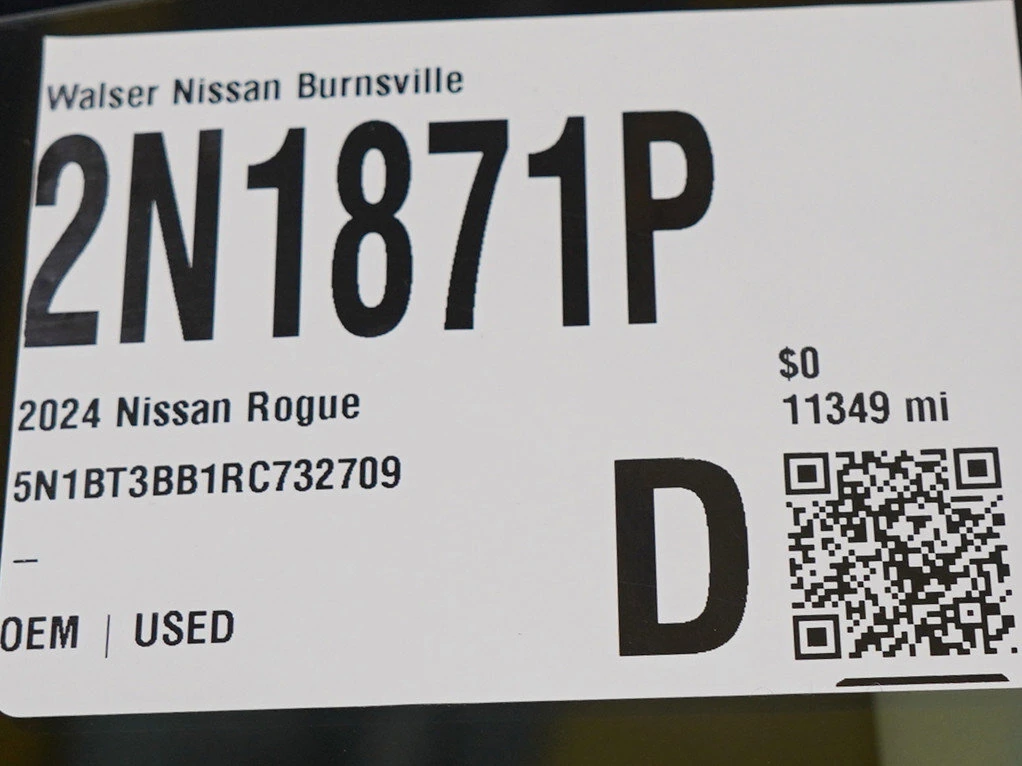 Walser Nissan Burnsville
2N1871P
$0
2024 Nissan Rogue
11349 mi
5N1BT3BB1RC732709
D
—
OEM | USED